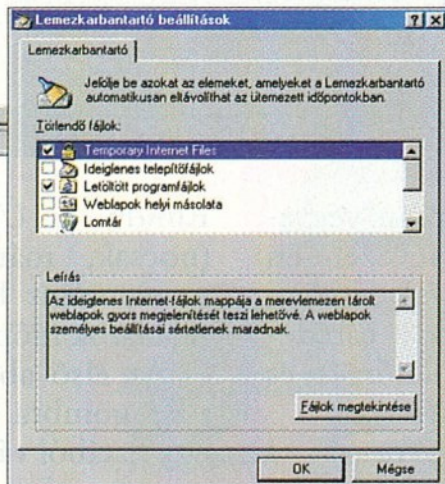 Lemezkarbantartó beállítások
Lemezkarbantartó
Jelölje be azokat az elemeket, amelyeket a Lemezkarbantartó
automatikusan eltávolíthat az ütemezett időpontokban.
Törlendő fájlok:
Temporary Internet Files
Ideiglenes telepítőfájlok
Letöltött programfájlok
Weblapok helyi másolata
Lomtár
Leírás
Az ideiglenes Internet-fájlok mappája a merevlemezen tárolt
weblapok gyors megjelenítését teszi lehetővé. A weblapok
személyes beállításai sértetlenek maradnak.
Fájlok megtekintése
OK
Mégse